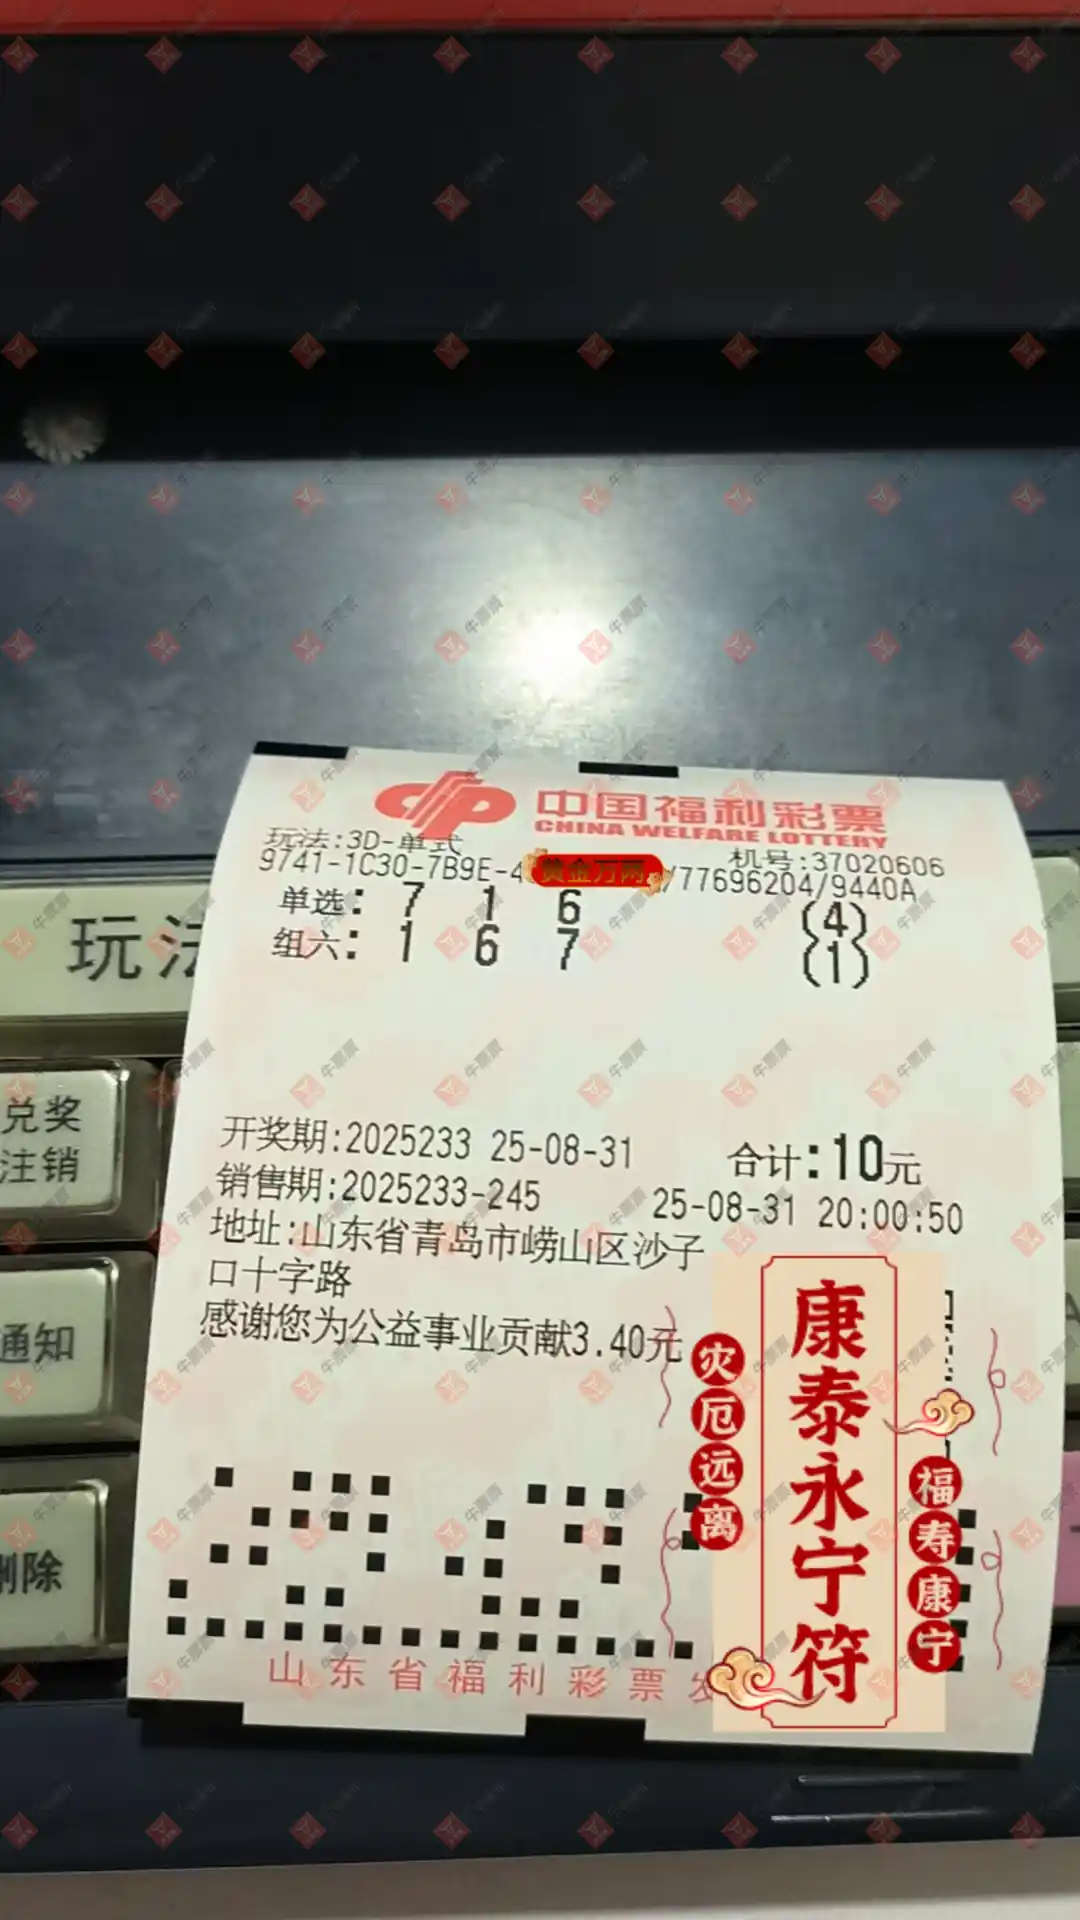 中国福利彩票
CHINA WELFARE LOTTERY
玩法:3D-单式
机号:37020606
9741-1C30-7B9E-4 黄金万两 /77696204/9440A
单选: 7 1 6 (4)
组六: 1 6 7 (1)
开奖期:2025233 25-08-31 合计:10元
销售期:2025233-245 25-08-31 20:00:50
地址:山东省青岛市崂山区沙子
口十字路
感谢您为公益事业贡献3.40元
灾厄远离
康泰永宁符
福寿康宁
山东省福利彩票发
玩法
兑奖
注销
通知
删除
牛票票